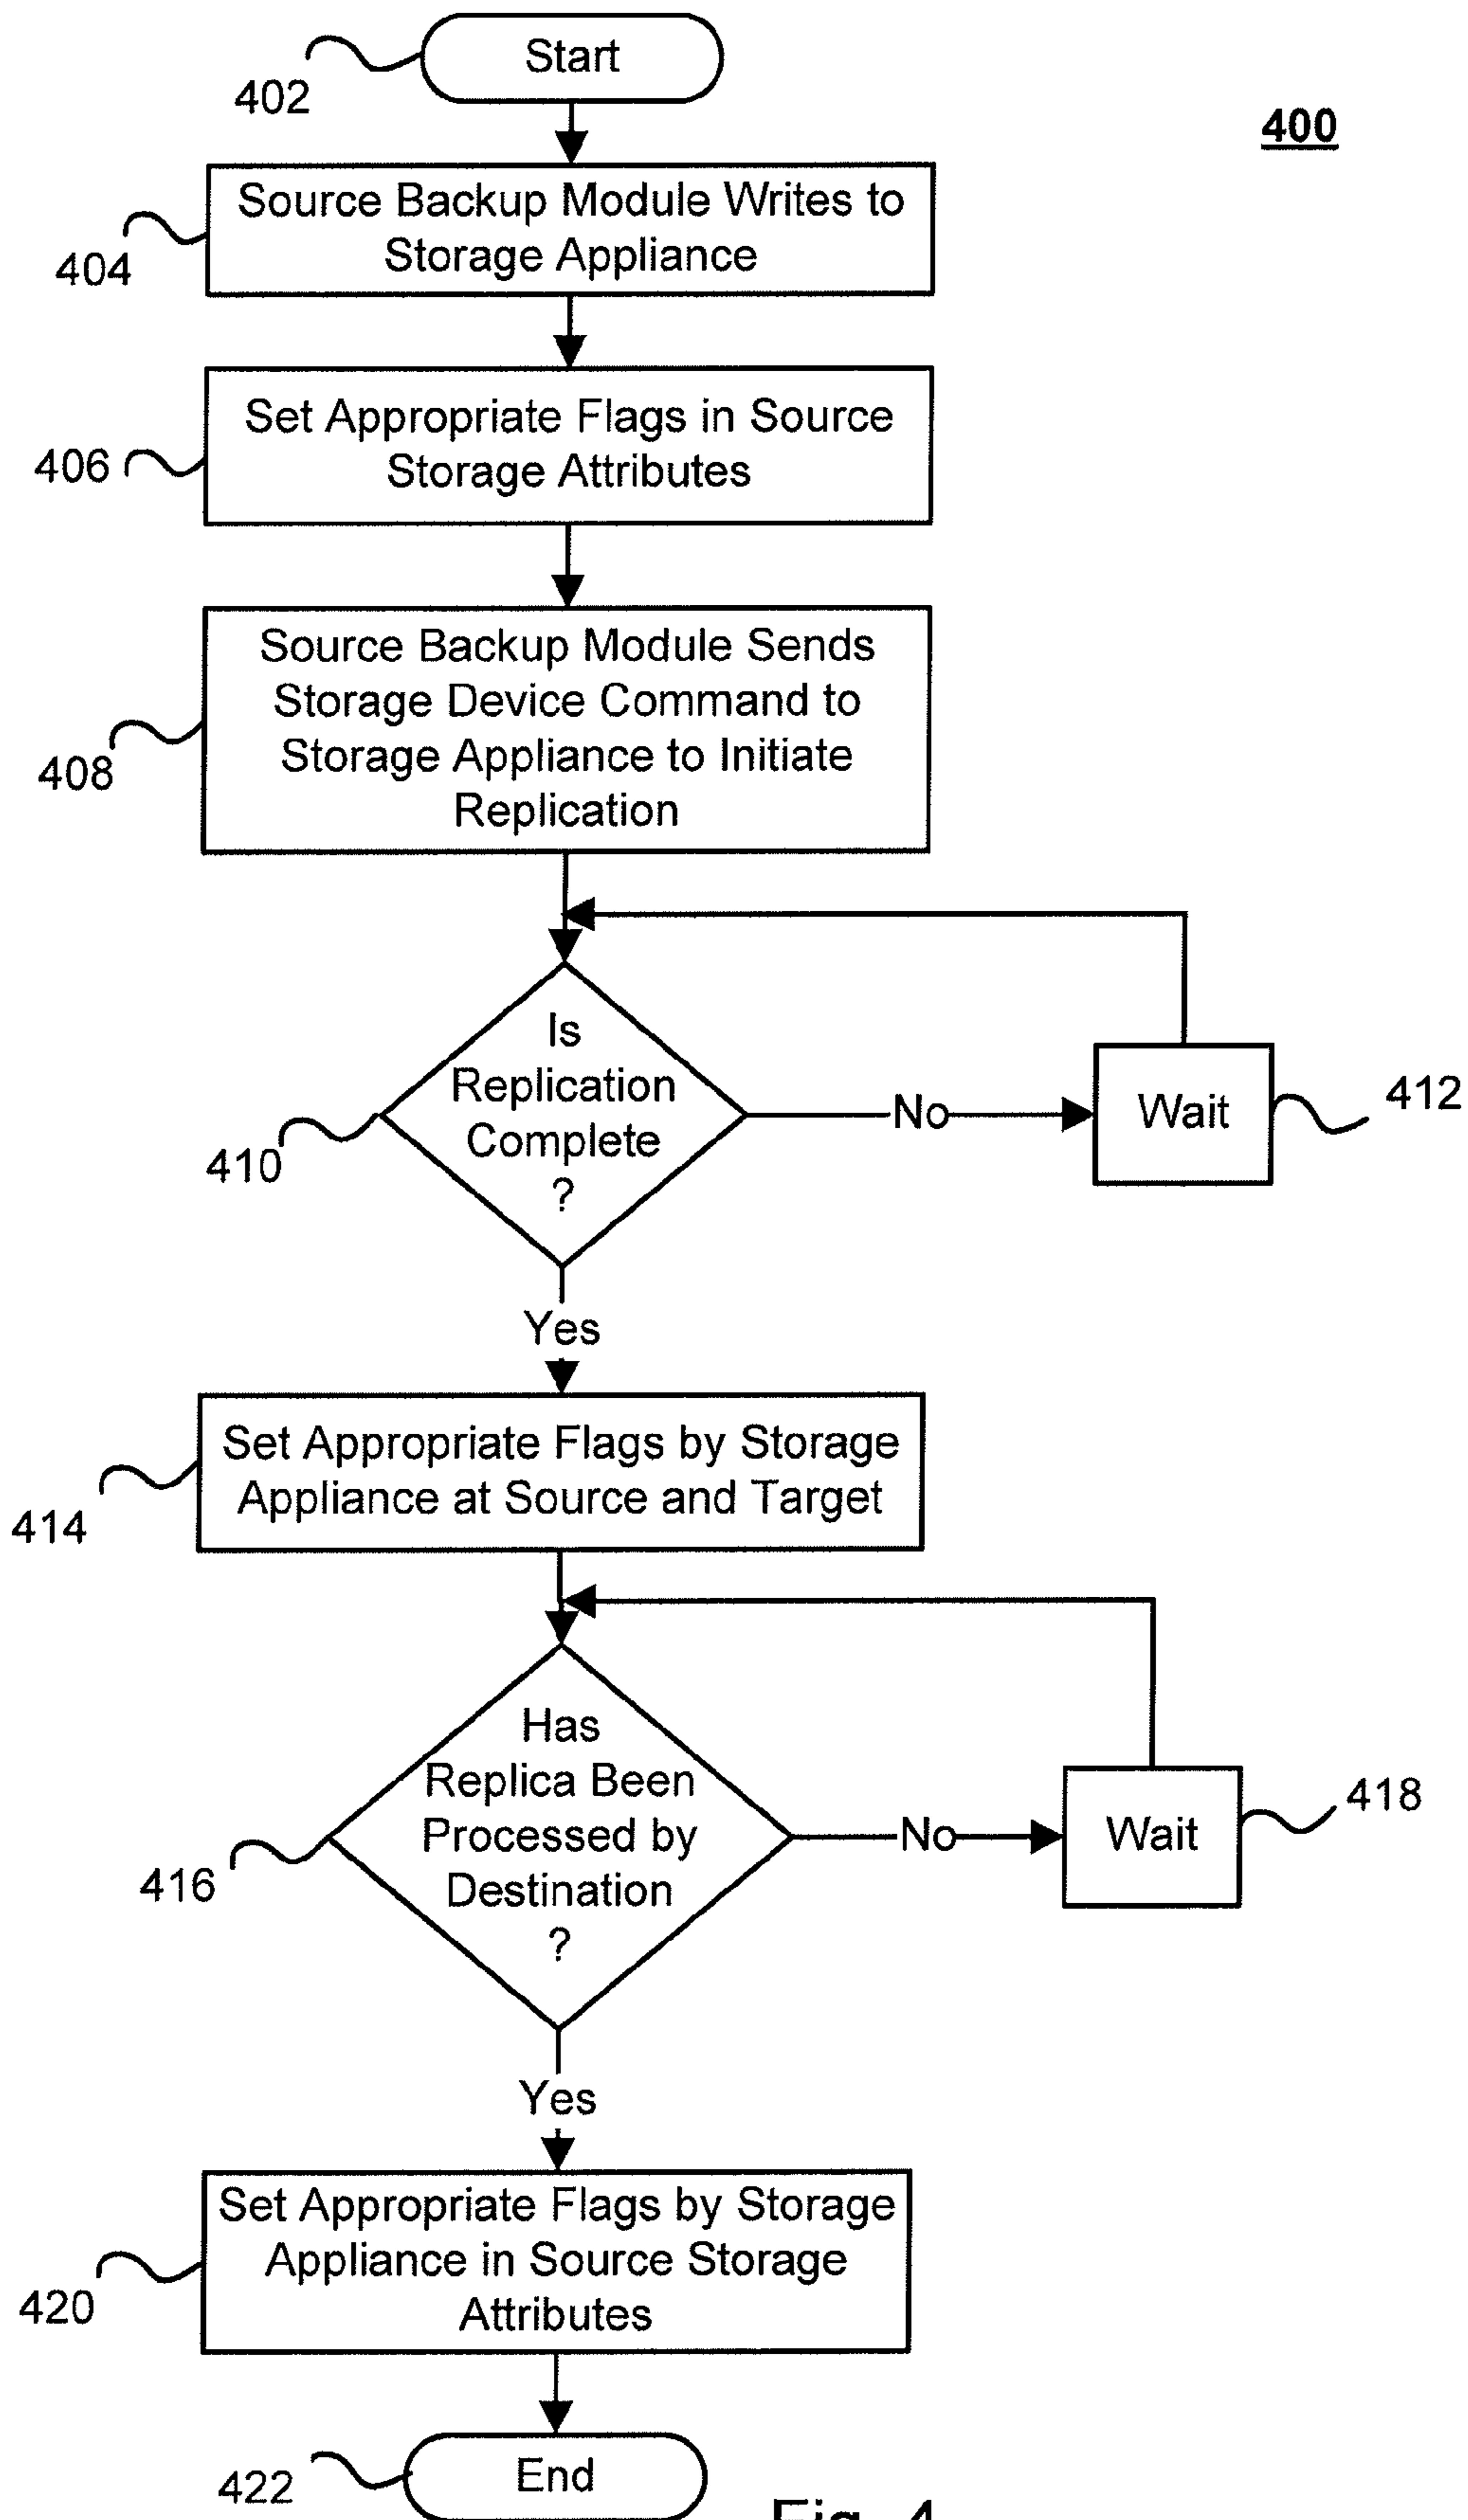 Start
402
400
Source Backup Module Writes to
Storage Appliance
404
Set Appropriate Flags in Source
Storage Attributes
406
Source Backup Module Sends
Storage Device Command to
Storage Appliance to Initiate
Replication
408
Is
Replication
Complete
?
410
No
Wait
412
Yes
Set Appropriate Flags by Storage
Appliance at Source and Target
414
Has
Replica Been
Processed by
Destination
?
416
No
Wait
418
Yes
Set Appropriate Flags by Storage
Appliance in Source Storage
Attributes
420
End
422
Fig. 4